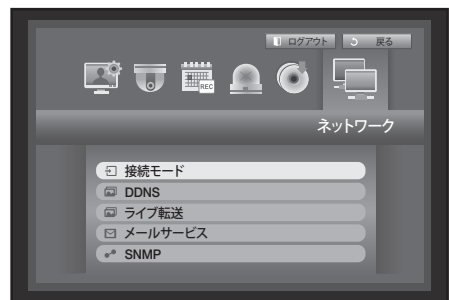 ログアウト 戻る
REC
ネットワーク
接続モード
DDNS
ライブ転送
メールサービス
SNMP